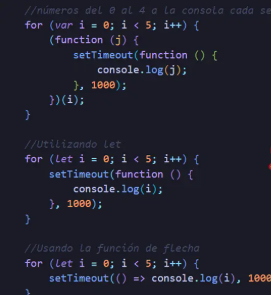 //números del 0 al 4 a la consola cada se
for (var i = 0; i < 5; i++) {
(function (j) {
setTimeout(function () {
console.log(j);
}, 1000);
})(i);
}
//Utilizando Let
for (let i = 0; i < 5; i++) {
setTimeout(function () {
console.log(i);
}, 1000);
}
//Usando la función de flecha
for (let i = 0; i < 5; i++) {
setTimeout(() => console.log(i), 1000
}